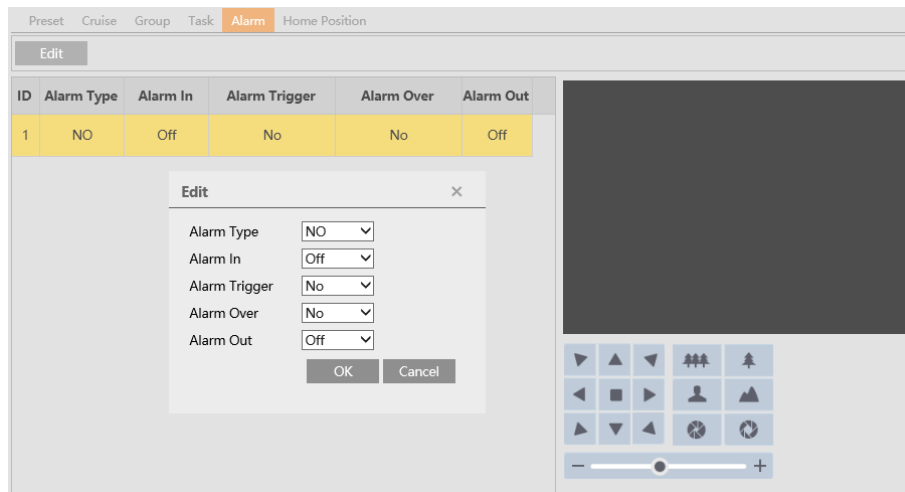 Preset Cruise Group Task Alarm Home Position
Edit
ID Alarm Type Alarm In Alarm Trigger Alarm Over Alarm Out
1 NO Off No No Off
Edit ×
Alarm Type NO
Alarm In Off
Alarm Trigger No
Alarm Over No
Alarm Out Off
OK Cancel